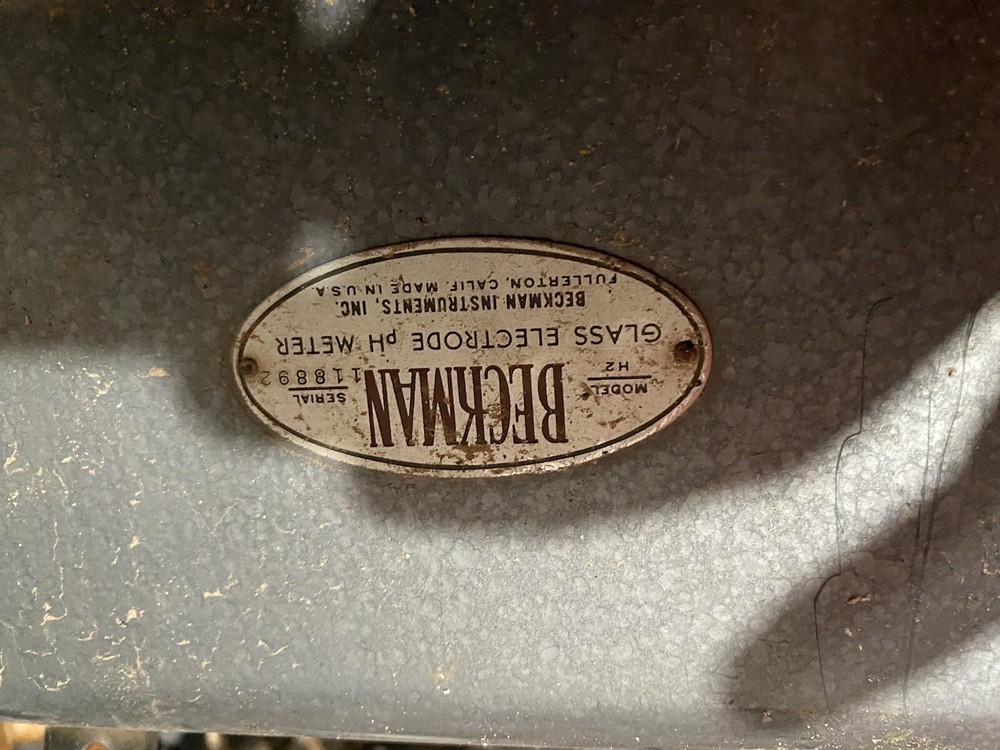 BECKMAN
MODEL
H2
SERIAL
118892
GLASS ELECTRODE pH METER
BECKMAN INSTRUMENTS, INC.
FULLERTON, CALIF. MADE IN U.S.A.